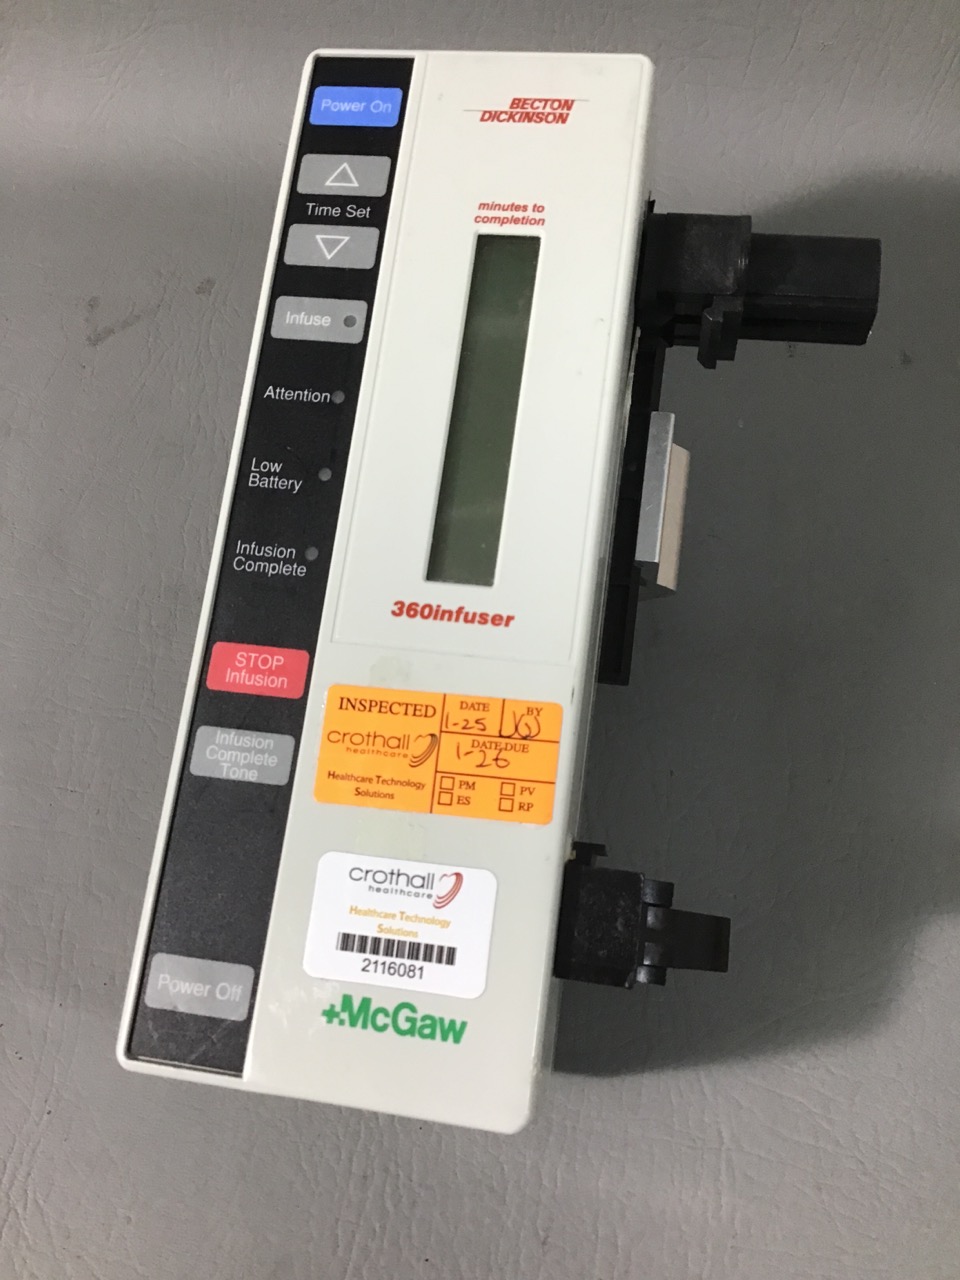 Power On
Time Set
Infuse
Attention
Low
Battery
Infusion
Complete
STOP
Infusion
Infusion
Complete
Tone
Power Off
BECTON
DICKINSON
minutes to
completion
360infuser
INSPECTED
DATE
1-25
BY
crothall
healthcare
DATE DUE
1-26
Healthcare Technology
Solutions
PM
PV
ES
RP
crothall
healthcare
Healthcare Technology
Solutions
2116081
McGaw